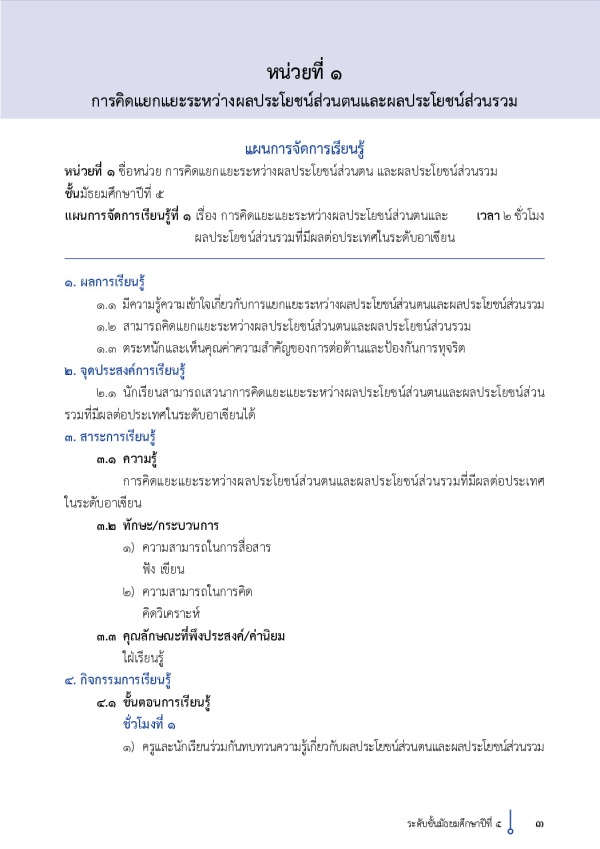 หน่วยที่ ๑
การคิดแยกแยะระหว่างผลประโยชน์ส่วนตนและผลประโยชน์ส่วนรวม
แผนการจัดการเรียนรู้
หน่วยที่ ๑ ชื่อหน่วย การคิดแยกแยะระหว่างผลประโยชน์ส่วนตน และผลประโยชน์ส่วนรวม
ชั้นมัธยมศึกษาปีที่ ๕
แผนการจัดการเรียนรู้ที่ ๑ เรื่อง การคิดแยะแยะระหว่างผลประโยชน์ส่วนตนและ เวลา ๒ ชั่วโมง
ผลประโยชน์ส่วนรวมที่มีผลต่อประเทศในระดับอาเซียน
๑. ผลการเรียนรู้
๑.๑ มีความรู้ความเข้าใจเกี่ยวกับการแยกแยะระหว่างผลประโยชน์ส่วนตนและผลประโยชน์ส่วนรวม
๑.๒ สามารถคิดแยกแยะระหว่างผลประโยชน์ส่วนตนและผลประโยชน์ส่วนรวม
๑.๓ ตระหนักและเห็นคุณค่าความสำคัญของการต่อต้านและป้องกันการทุจริต
๒. จุดประสงค์การเรียนรู้
๒.๑ นักเรียนสามารถเสวนาการคิดแยะแยะระหว่างผลประโยชน์ส่วนตนและผลประโยชน์ส่วน
รวมที่มีผลต่อประเทศในระดับอาเซียนได้
๓. สาระการเรียนรู้
๓.๑ ความรู้
การคิดแยะแยะระหว่างผลประโยชน์ส่วนตนและผลประโยชน์ส่วนรวมที่มีผลต่อประเทศ
ในระดับอาเซียน
๓.๒ ทักษะ/กระบวนการ
๑) ความสามารถในการสื่อสาร
ฟัง เขียน
๒) ความสามารถในการคิด
คิดวิเคราะห์
๓.๓ คุณลักษณะที่พึงประสงค์/ค่านิยม
ใฝ่เรียนรู้
๔. กิจกรรมการเรียนรู้
๔.๑ ขั้นตอนการเรียนรู้
ชั่วโมงที่ ๑
๑) ครูและนักเรียนร่วมกันทบทวนความรู้เกี่ยวกับผลประโยชน์ส่วนตนและผลประโยชน์ส่วนรวม
ระดับชั้นมัธยมศึกษาปีที่ ๕ ๓